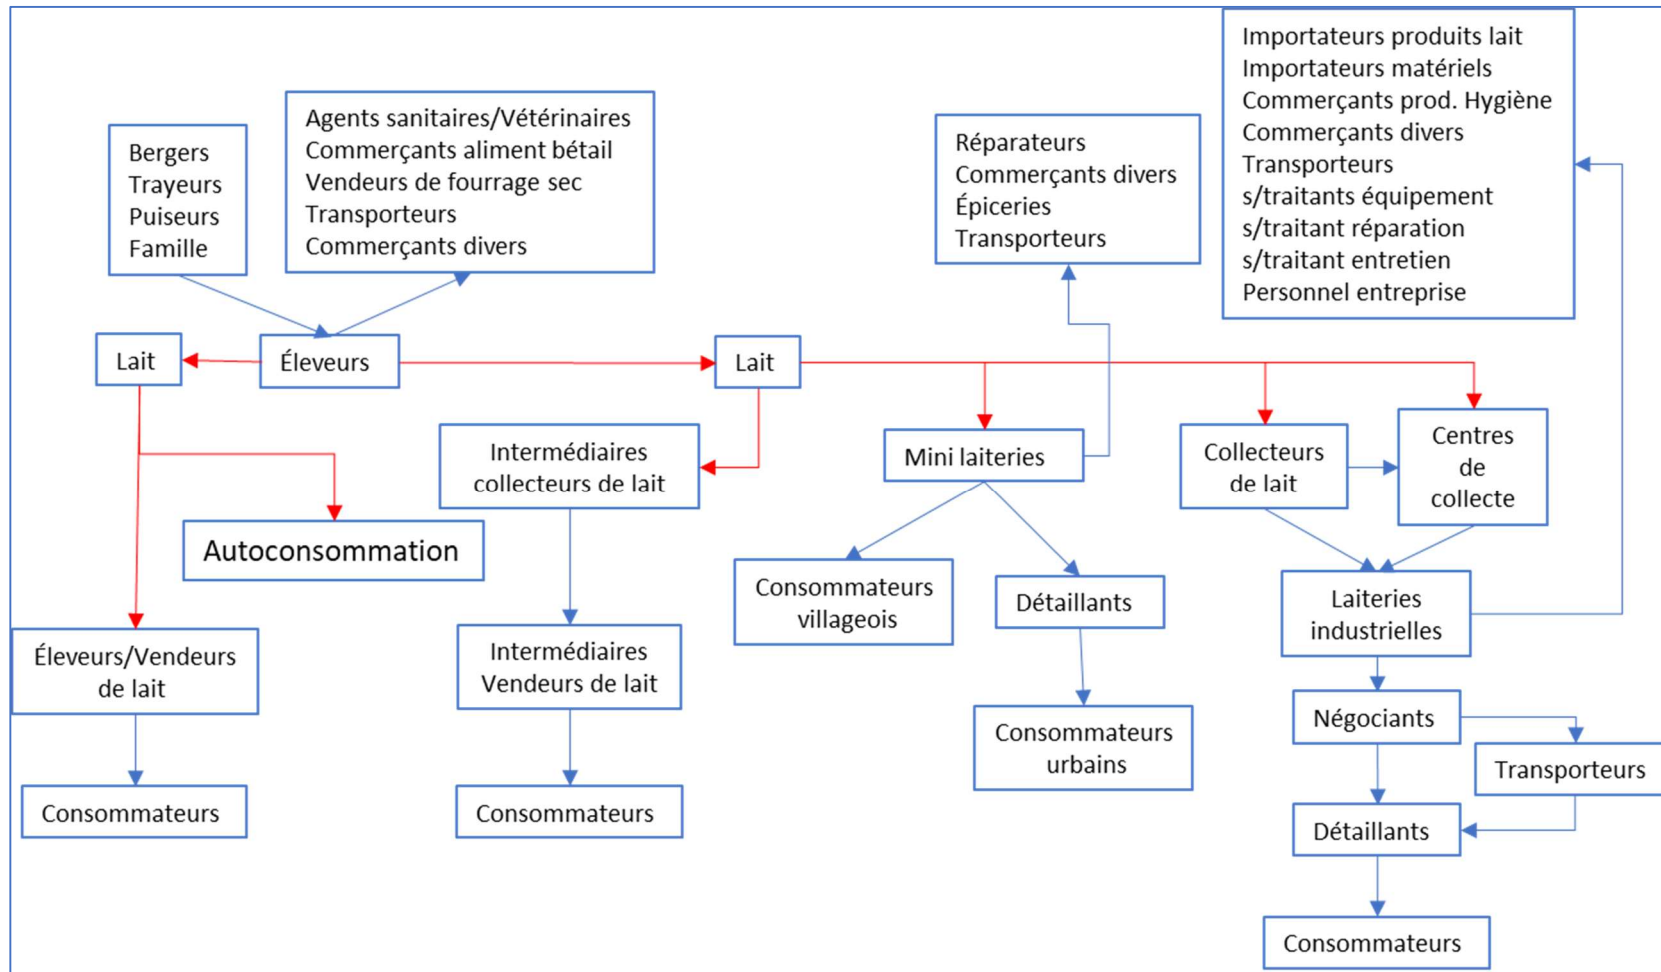 Bergers
Trayeurs
Puiseurs
Famille
Agents sanitaires/Vétérinaires
Commerçants aliment bétail
Vendeurs de fourrage sec
Transporteurs
Commerçants divers
Réparateurs
Commerçants divers
Épiceries
Transporteurs
Importateurs produits lait
Importateurs matériels
Commerçants prod. Hygiène
Commerçants divers
Transporteurs
s/traitants équipement
s/traitant réparation
s/traitant entretien
Personnel entreprise
Lait
Éleveurs
Lait
Intermédiaires
collecteurs de lait
Mini laiteries
Collecteurs
de lait
Centres
de
collecte
Autoconsommation
Consommateurs
villageois
Détaillants
Laiteries
industrielles
Éleveurs/Vendeurs
de lait
Intermédiaires
Vendeurs de lait
Consommateurs
urbains
Négociants
Transporteurs
Consommateurs
Consommateurs
Détaillants
Consommateurs